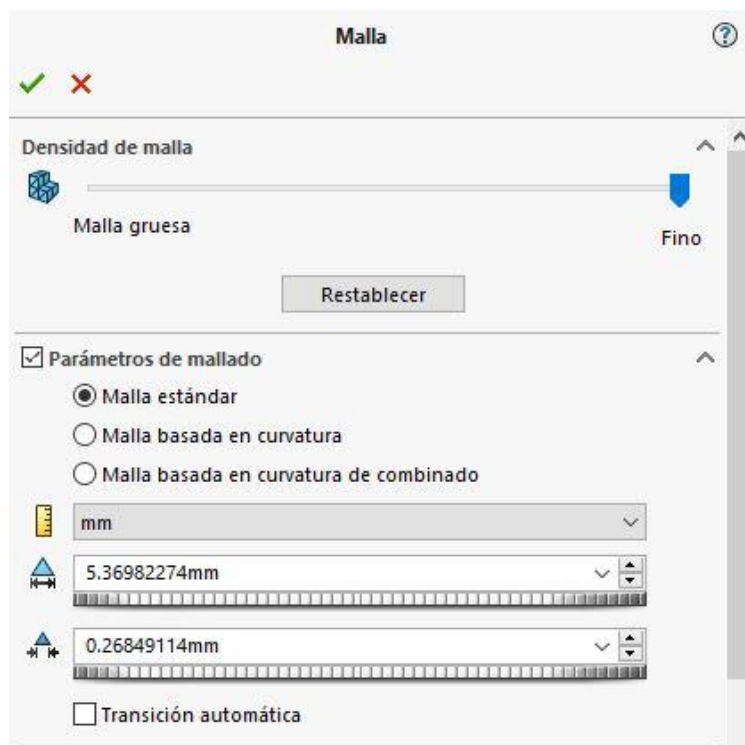 Malla
?
Densidad de malla
Malla gruesa
Fino
Restablecer
Parámetros de mallado
Malla estándar
Malla basada en curvatura
Malla basada en curvatura de combinado
mm
5.36982274mm
0.26849114mm
Transición automática